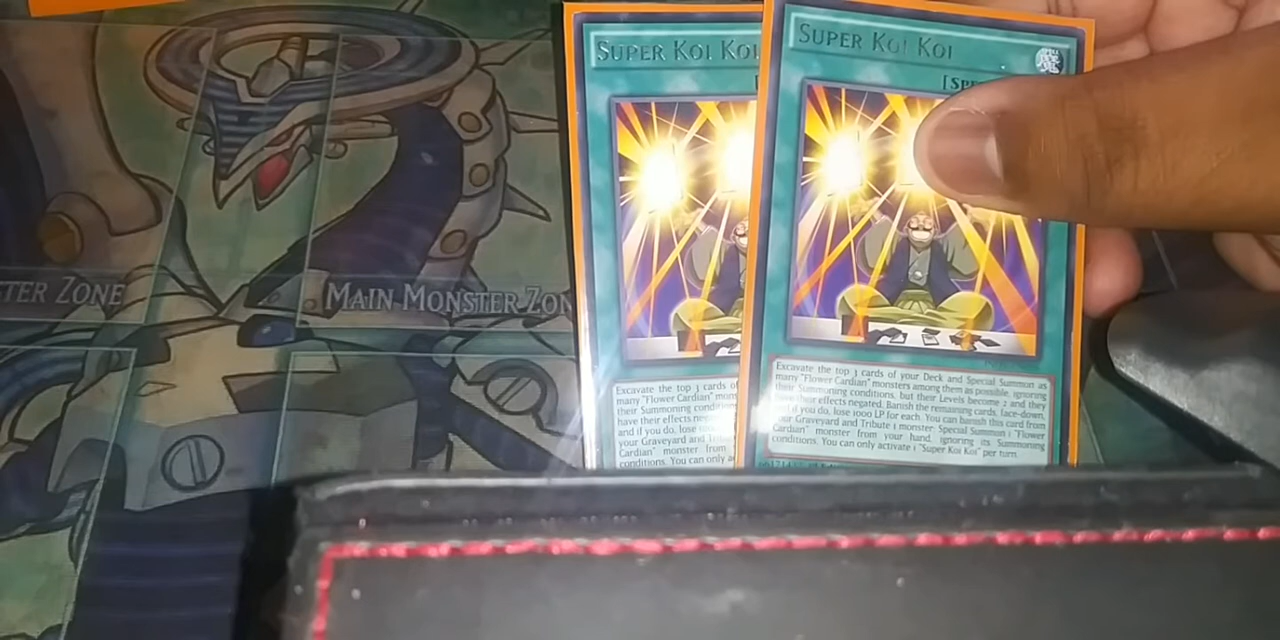 SUPER KOI KOI
SUPER KOI KOI
[SPE
STER ZONE
MAIN MONSTER ZON
Excavate the top 3 cards of
many "Flower Cardian"
their Summoning
have their effects
and if you do, lose
your Graveyard and
Cardian" monster from
conditions. You can only
Excavate the top 3 cards of your Deck and Special Summon as
many "Flower Cardian" monsters among them as possible, ignoring
their Summoning conditions, but their Levels become 2 and they
have their effects negated. Banish the remaining cards, face-down,
and if you do, lose 1000 LP for each. You can banish this card from
your Graveyard and Tribute 1 monster; Special Summon 1 "Flower
Cardian" monster from your hand, ignoring its Summoning
conditions. You can only activate 1 "Super Koi Koi" per turn.